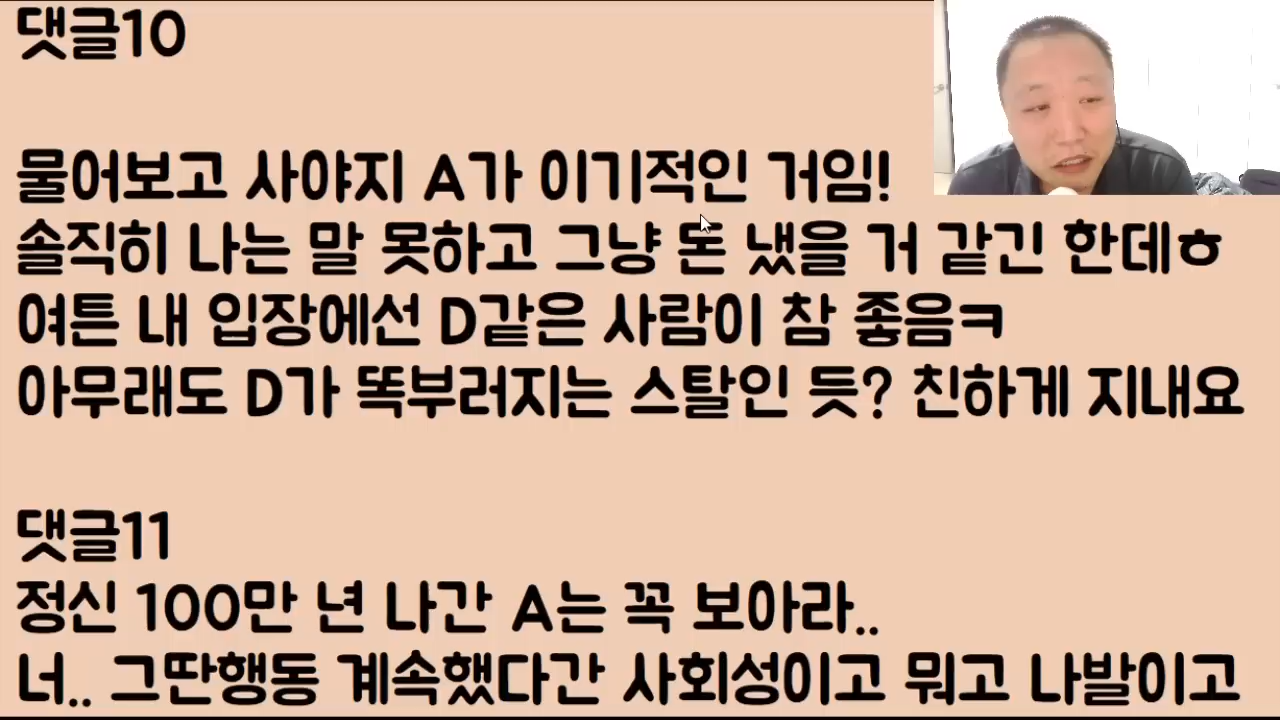 댓글10
물어보고 사야지 A가 이기적인 거임!
솔직히 나는 말 못하고 그냥 돈 냈을 거 같긴 한데ㅎ
여튼 내 입장에선 D같은 사람이 참 좋음ㅋ
아무래도 D가 똑부러지는 스탈인 듯? 친하게 지내요
댓글11
정신 100만 년 나간 A는 꼭 보아라..
너.. 그딴행동 계속했다간 사회성이고 뭐고 나발이고